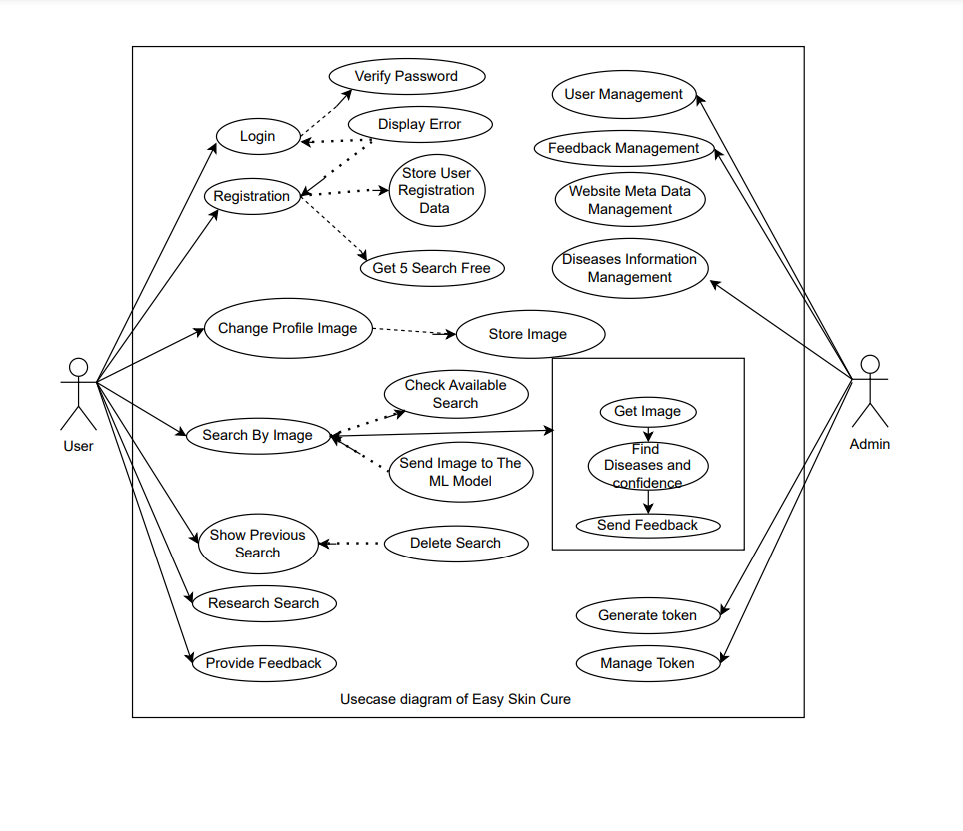 Verify Password
User Management
Display Error
Login
Feedback Management
Store User
Registration
Data
Registration
Website Meta Data
Management
Get 5 Search Free
Diseases Information
Management
Change Profile Image
Store Image
Check Available
Search
Get Image
User
Search By Image
Admin
Send Image to The
ML Model
Find
Diseases and
confidence
Send Feedback
Show Previous
Search
Delete Search
Research Search
Generate token
Provide Feedback
Manage Token
Usecase diagram of Easy Skin Cure